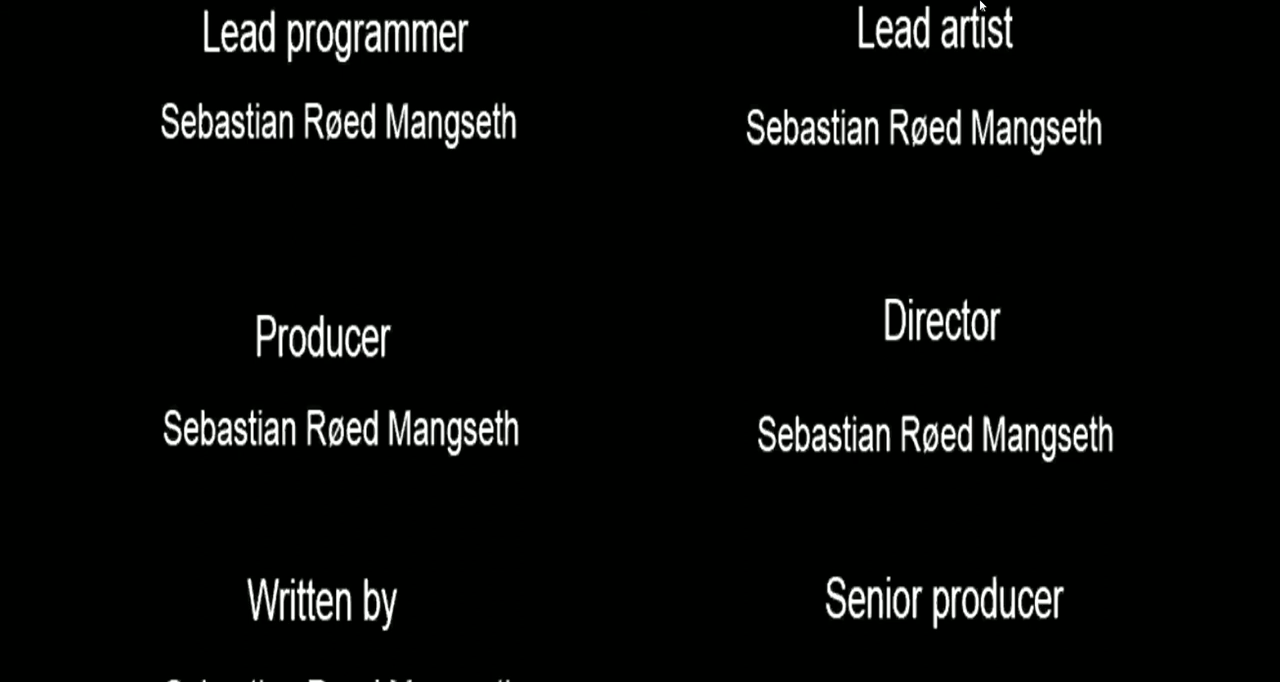 Lead programmer
Lead artist
Sebastian Røed Mangseth
Sebastian Røed Mangseth
Producer
Director
Sebastian Røed Mangseth
Sebastian Røed Mangseth
Written by
Senior producer